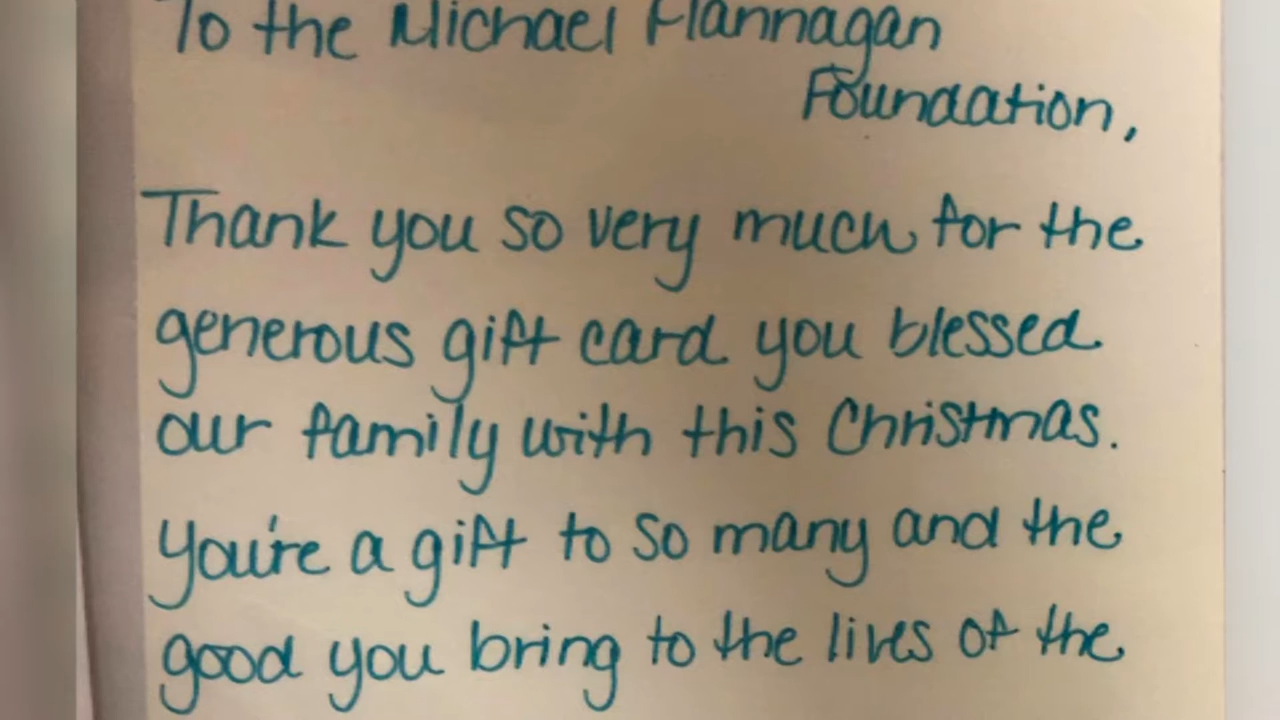 To the Michael Flannagan
Foundation,
Thank you so very much for the
generous gift card you blessed
our family with this Christmas.
You're a gift to so many and the
good you bring to the lives of the